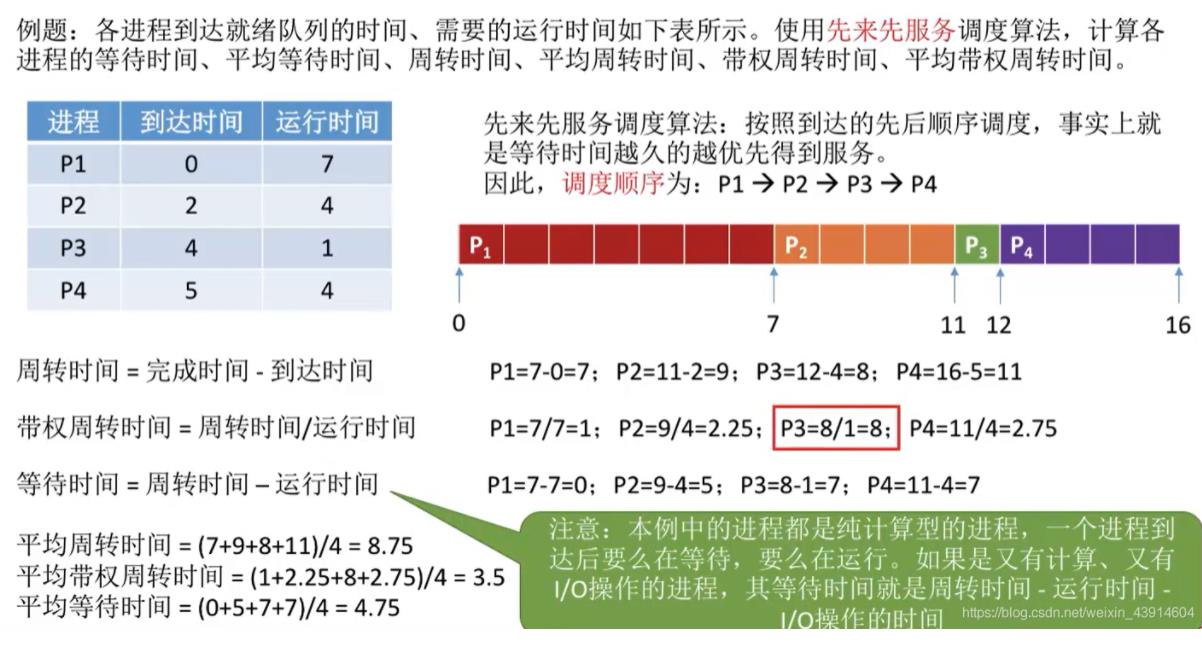 例题：各进程到达就绪队列的时间、需要的运行时间如下表所示。使用先来先服务调度算法，计算各
进程的等待时间、平均等待时间、周转时间、平均周转时间、带权周转时间、平均带权周转时间。
进程 到达时间 运行时间
P1 0 7
P2 2 4
P3 4 1
P4 5 4
先来先服务调度算法：按照到达的先后顺序调度，事实上就
是等待时间越久的越优先得到服务。
因此，调度顺序为：P1 → P2 → P3 → P4
P1 P2 P3 P4
0 7 11 12 16
周转时间 = 完成时间 - 到达时间
P1=7-0=7；P2=11-2=9；P3=12-4=8；P4=16-5=11
带权周转时间 = 周转时间/运行时间
P1=7/7=1；P2=9/4=2.25；P3=8/1=8；P4=11/4=2.75
等待时间 = 周转时间 – 运行时间
P1=7-7=0；P2=9-4=5；P3=8-1=7；P4=11-4=7
平均周转时间 = (7+9+8+11)/4 = 8.75
平均带权周转时间 = (1+2.25+8+2.75)/4 = 3.5
平均等待时间 = (0+5+7+7)/4 = 4.75
注意：本例中的进程都是纯计算型的进程，一个进程到
达后要么在等待，要么在运行。如果是又有计算、又有
I/O操作的进程，其等待时间就是周转时间 - 运行时间 -
I/O操作的时间
https://blog.csdn.net/weixin_43914604